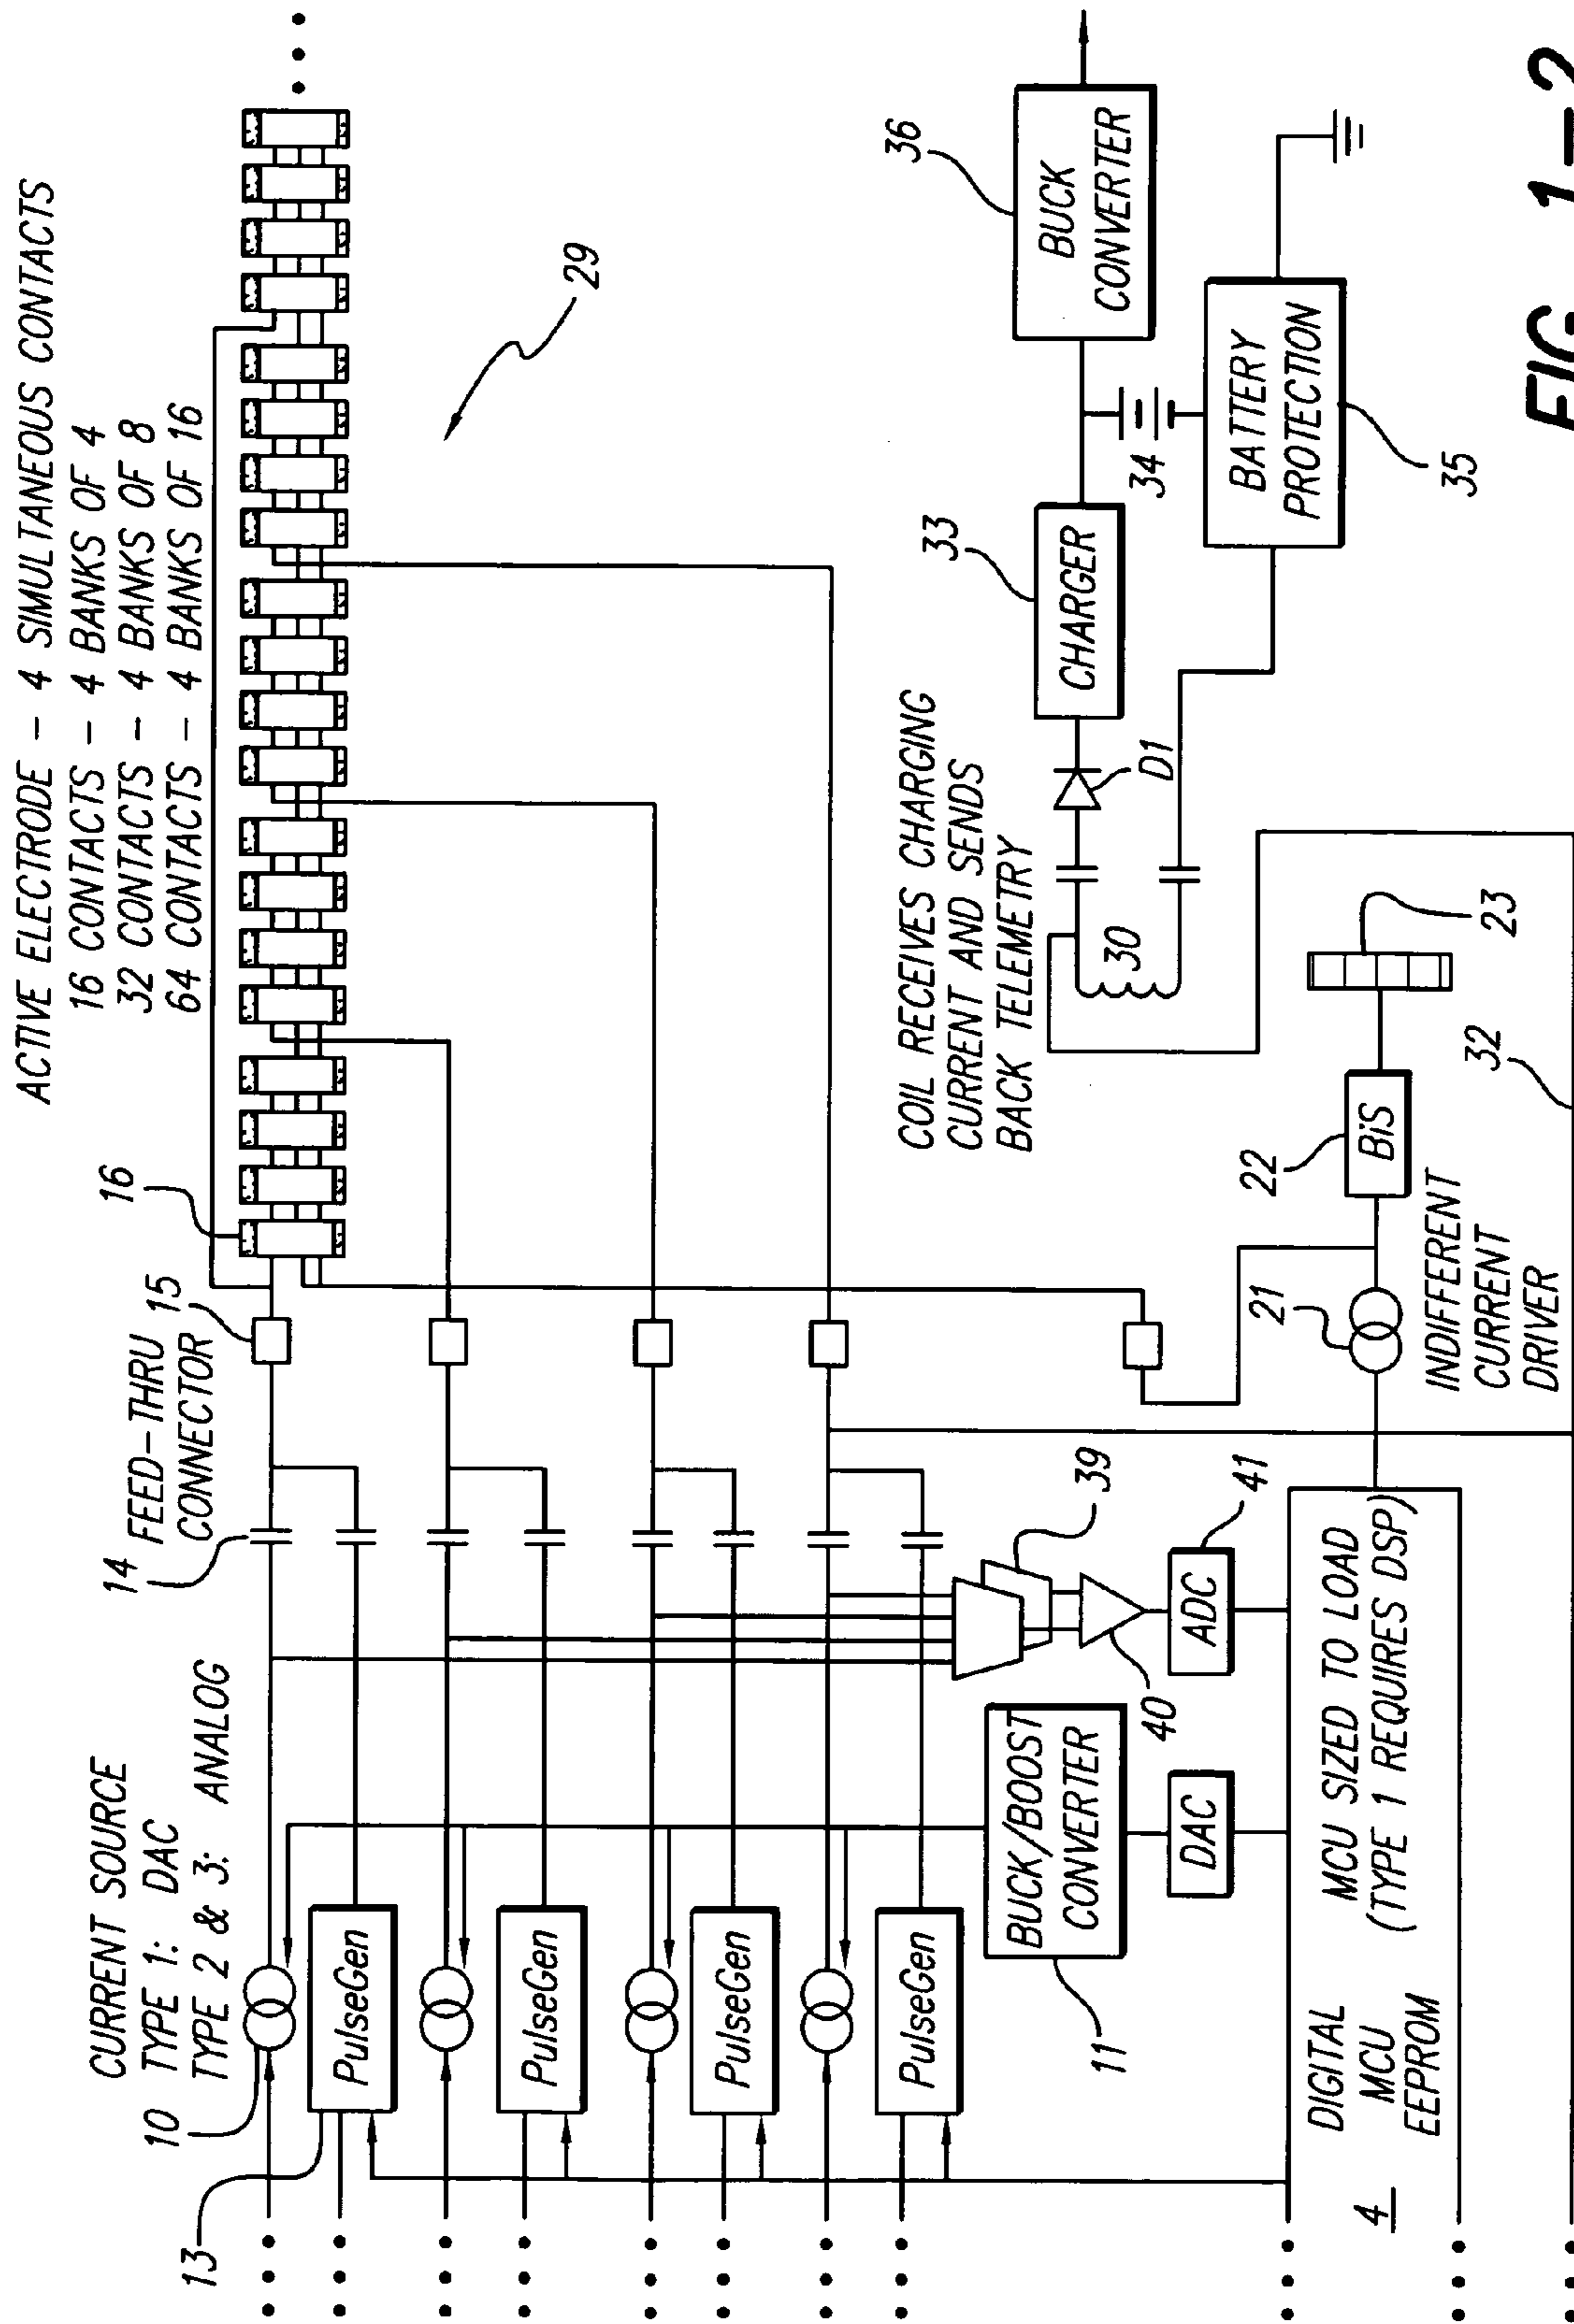 ACTIVE ELECTRODE – 4 SIMULTANEOUS CONTACTS
16 CONTACTS – 4 BANKS OF 4
32 CONTACTS – 4 BANKS OF 8
64 CONTACTS – 4 BANKS OF 16
CURRENT SOURCE
10 TYPE 1: DAC
TYPE 2 & 3: ANALOG
13
14
FEED–THRU
CONNECTOR
15
16
29
PulseGen
PulseGen
PulseGen
PulseGen
11
BUCK/BOOST
CONVERTER
DAC
39
40
ADC
41
COIL RECEIVES CHARGING
CURRENT AND SENDS
BACK TELEMETRY
30
D1
33
CHARGER
34
36
BUCK
CONVERTER
BATTERY
PROTECTION
35
21
INDIFFERENT
CURRENT
DRIVER
22
BiS
23
32
4
DIGITAL
MCU
EEPROM
MCU SIZED TO LOAD
(TYPE 1 REQUIRES DSP)
FIG. 1–2